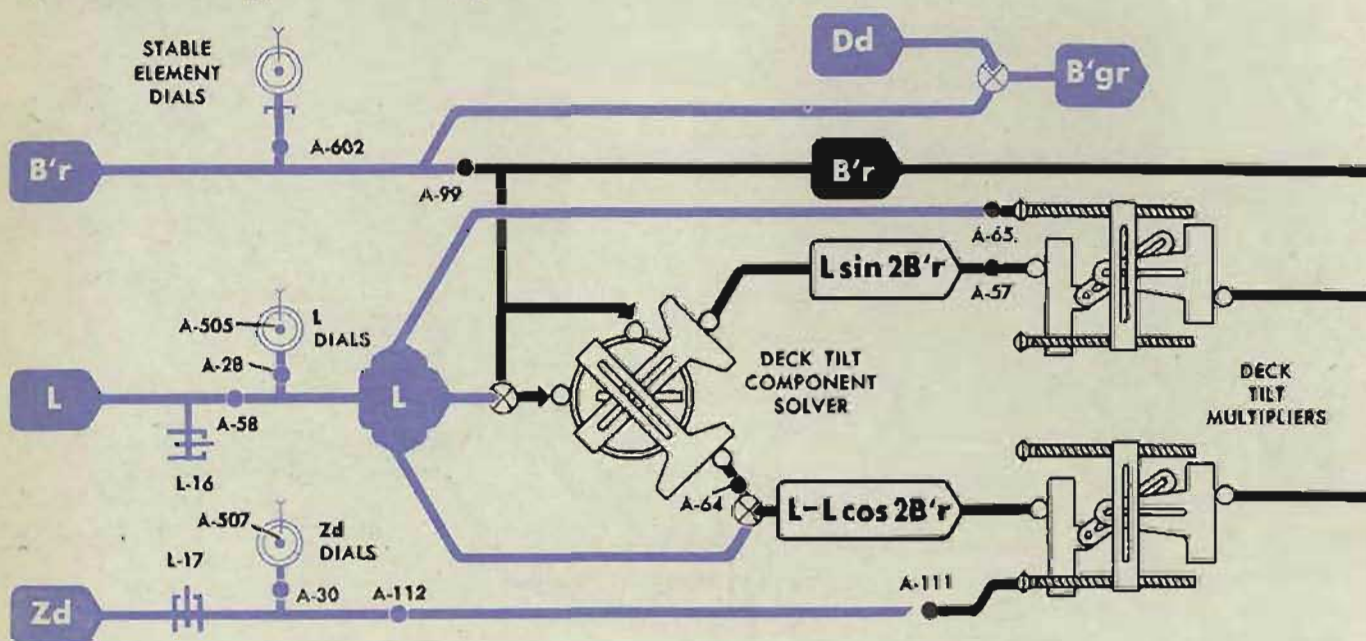 STABLE
ELEMENT
DIALS
Dd
B'gr
A-602
B'r
A-99
B'r
A-65.
L sin 2B'r
A-57
A-505
L
DIALS
A-28
DECK TILT
COMPONENT
SOLVER
DECK
TILT
MULTIPLIERS
L
L
A-58
L-16
A-64
L-L cos 2B'r
A-507
Zd
DIALS
L-17
A-30
A-112
A-111
Zd